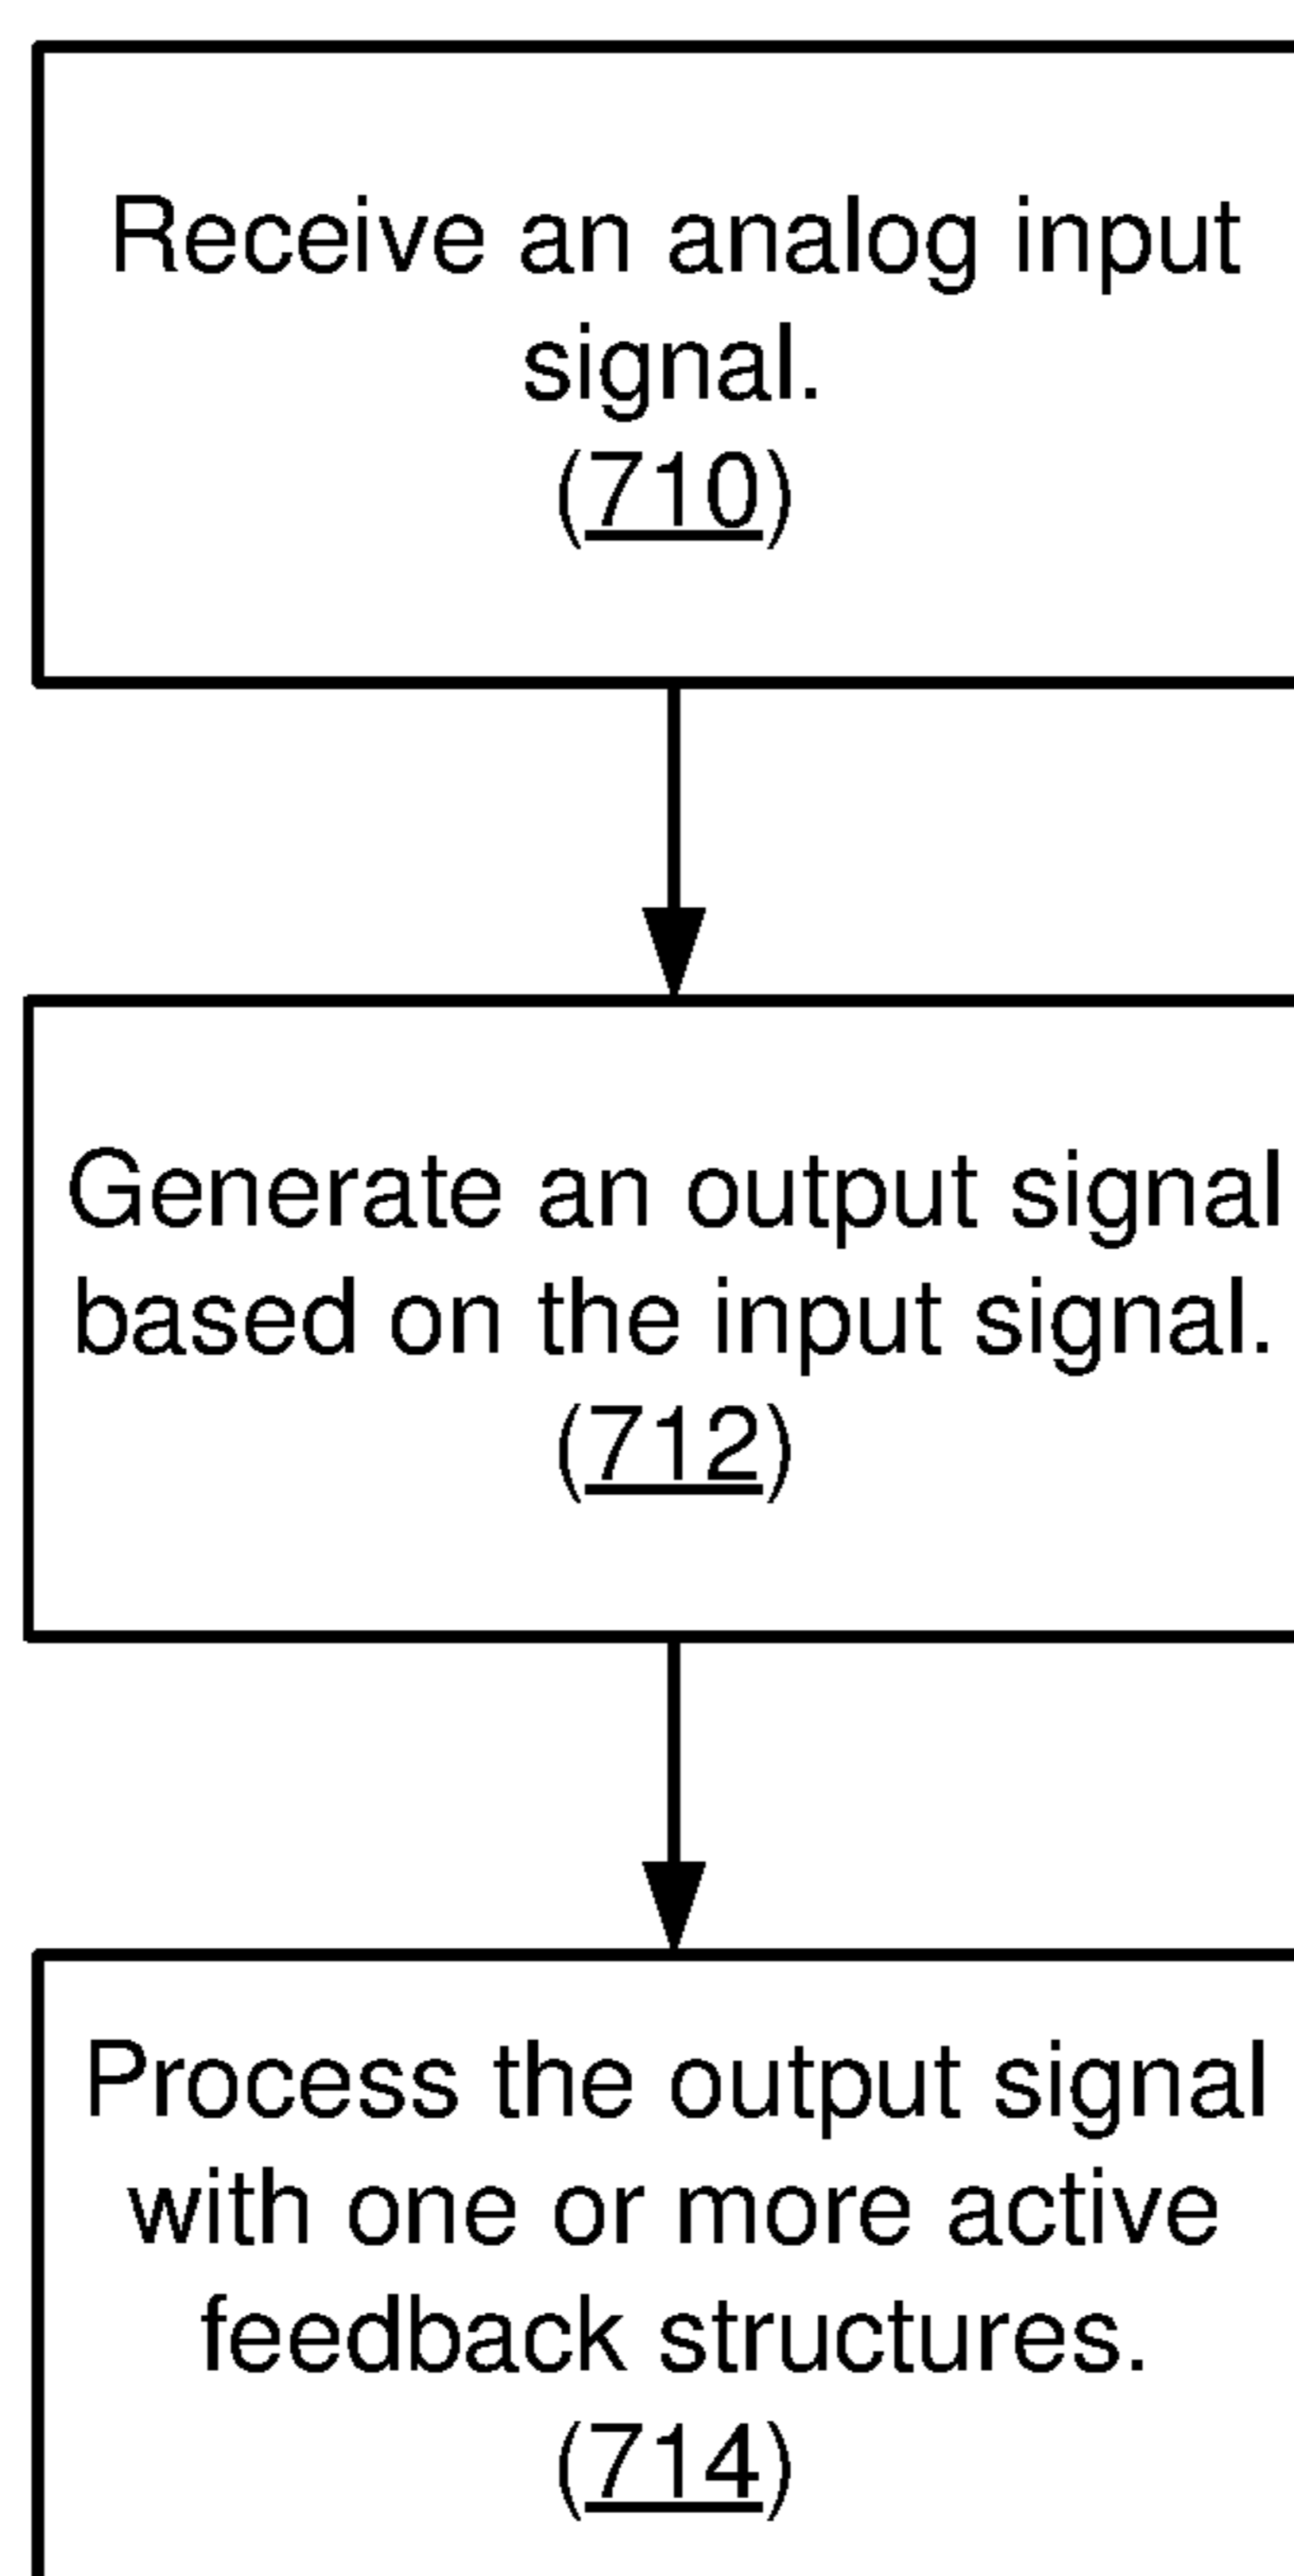 Receive an analog input
signal.
(710)
Generate an output signal
based on the input signal.
(712)
Process the output signal
with one or more active
feedback structures.
(714)